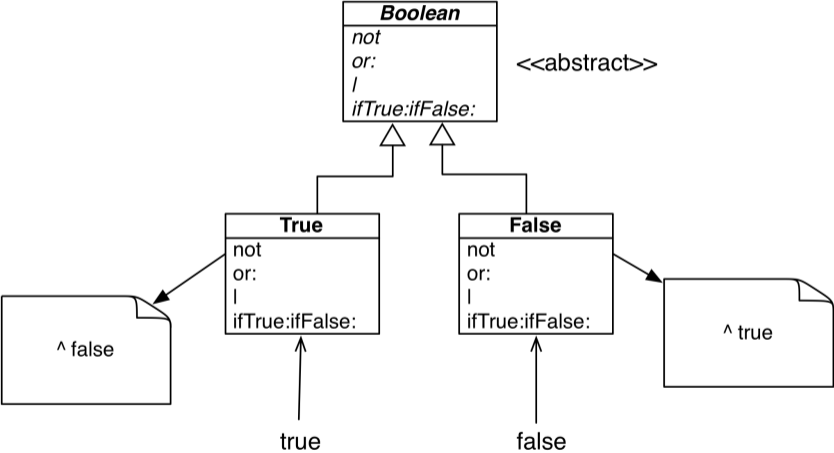 Boolean
not
or:
|
ifTrue:ifFalse:
<<abstract>>
True
not
or:
|
ifTrue:ifFalse:
False
not
or:
|
ifTrue:ifFalse:
^ false
^ true
true
false